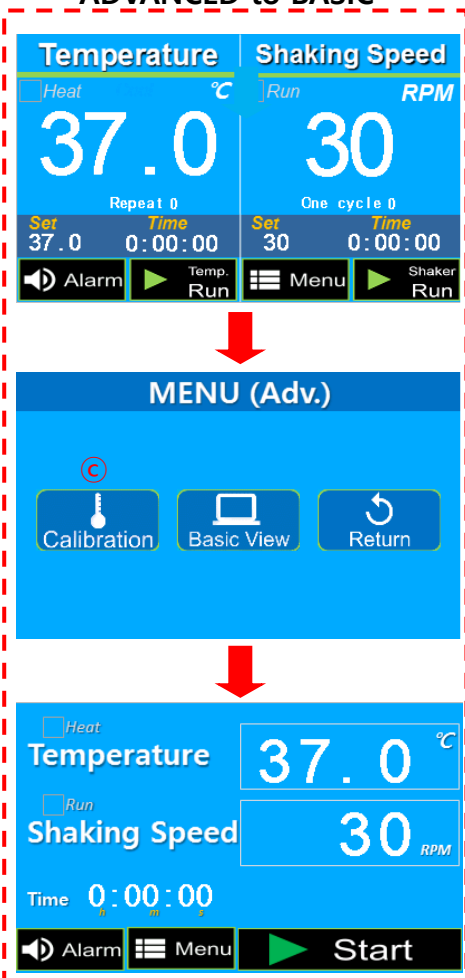 ADVANCED to BASIC
Temperature Shaking Speed
Heat ℃ Run RPM
37.0 30
Repeat 0 One cycle 0
Set Time Set Time
37.0 0:00:00 30 0:00:00
Alarm Temp. Run Menu Shaker Run
MENU (Adv.)
ⓒ
Calibration Basic View Return
Heat
Temperature 37.0 ℃
Run
Shaking Speed 30 RPM
Time 0:00:00
h m s
Alarm Menu Start